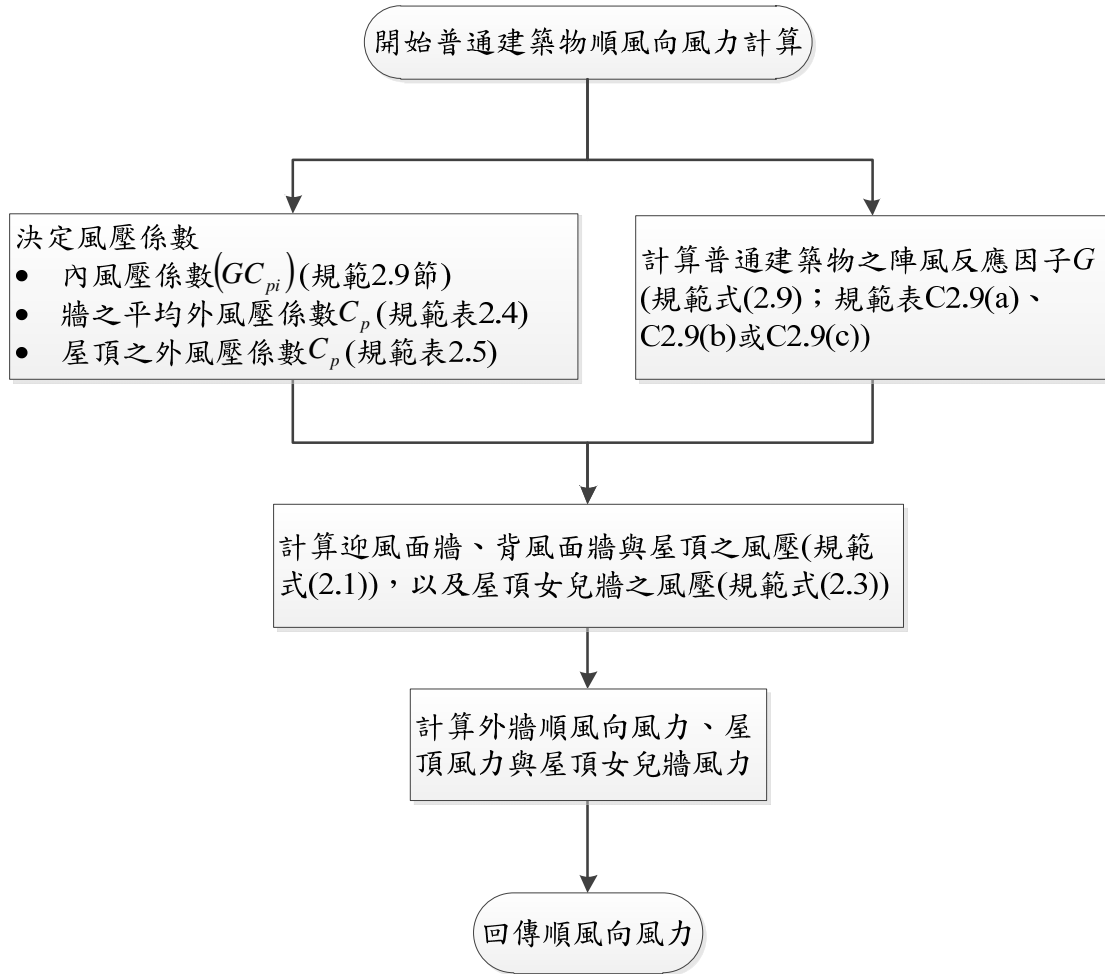 開始普通建築物順風向風力計算
決定風壓係數
• 內風壓係數(GC_{pi})(規範2.9節)
• 牆之平均外風壓係數C_p(規範表2.4)
• 屋頂之外風壓係數C_p(規範表2.5)
計算普通建築物之陣風反應因子G
(規範式(2.9)；規範表C2.9(a)、
C2.9(b)或C2.9(c))
計算迎風面牆、背風面牆與屋頂之風壓(規範
式(2.1))，以及屋頂女兒牆之風壓(規範式(2.3))
計算外牆順風向風力、屋
頂風力與屋頂女兒牆風力
回傳順風向風力